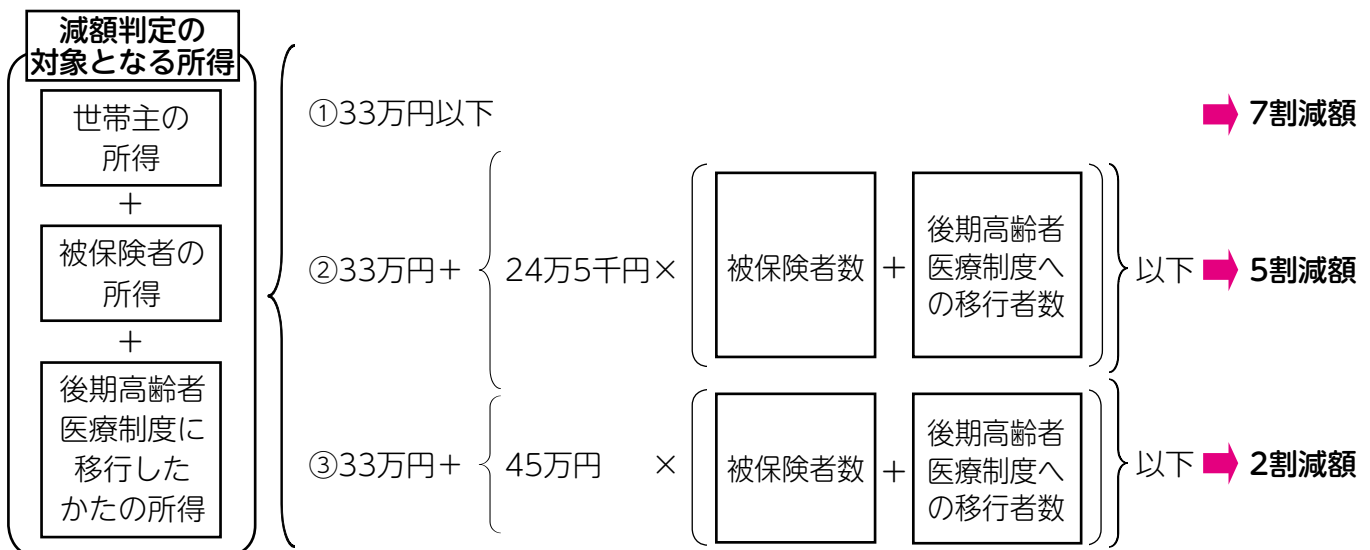 減額判定の
対象となる所得
世帯主の
所得
+
被保険者の
所得
+
後期高齢者
医療制度に
移行した
かたの所得
①33万円以下 7割減額
②33万円+ 24万5千円× 被保険者数 + 後期高齢者
医療制度へ
の移行者数 以下 5割減額
③33万円+ 45万円 × 被保険者数 + 後期高齢者
医療制度へ
の移行者数 以下 2割減額